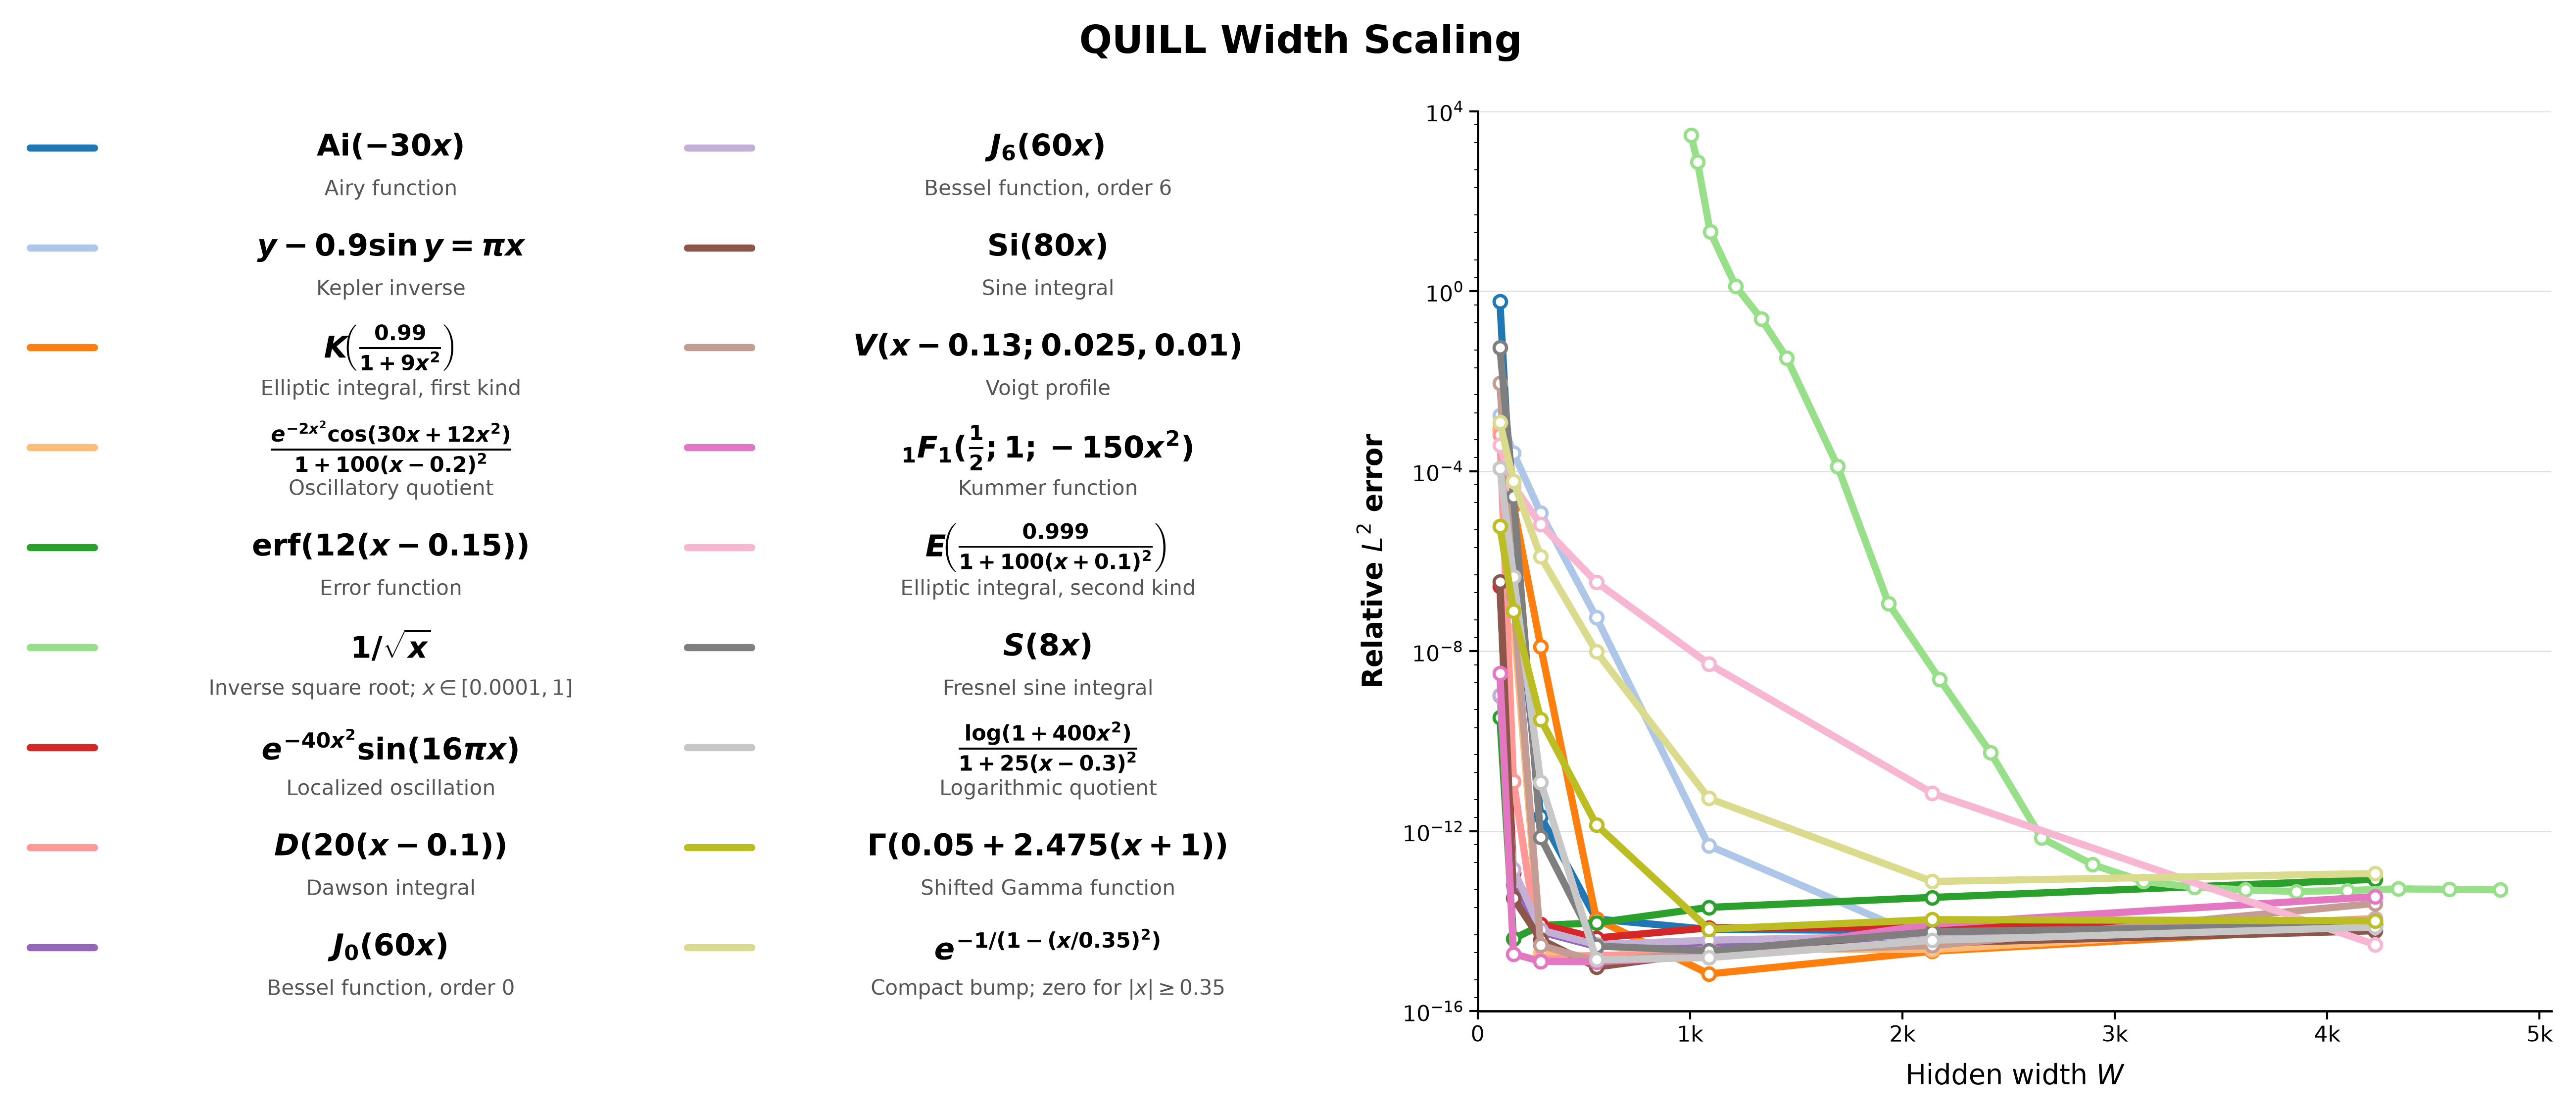 QUILL Width Scaling
Ai(−30x)
Airy function
y − 0.9sin y = πx
Kepler inverse
K(0.99/(1 + 9x²))
Elliptic integral, first kind
e^{−2x²}cos(30x + 12x²)/(1 + 100(x − 0.2)²)
Oscillatory quotient
erf(12(x − 0.15))
Error function
1/√x
Inverse square root; x ∈ [0.0001, 1]
e^{−40x²}sin(16πx)
Localized oscillation
D(20(x − 0.1))
Dawson integral
J₀(60x)
Bessel function, order 0
J₆(60x)
Bessel function, order 6
Si(80x)
Sine integral
V(x − 0.13; 0.025, 0.01)
Voigt profile
₁F₁(1/2; 1; −150x²)
Kummer function
E(0.999/(1 + 100(x + 0.1)²))
Elliptic integral, second kind
S(8x)
Fresnel sine integral
log(1 + 400x²)/(1 + 25(x − 0.3)²)
Logarithmic quotient
Γ(0.05 + 2.475(x + 1))
Shifted Gamma function
e^{−1/(1 − (x/0.35)²)}
Compact bump; zero for |x| ≥ 0.35
Relative L² error
10⁴
10⁰
10⁻⁴
10⁻⁸
10⁻¹²
10⁻¹⁶
0 1k 2k 3k 4k 5k
Hidden width W